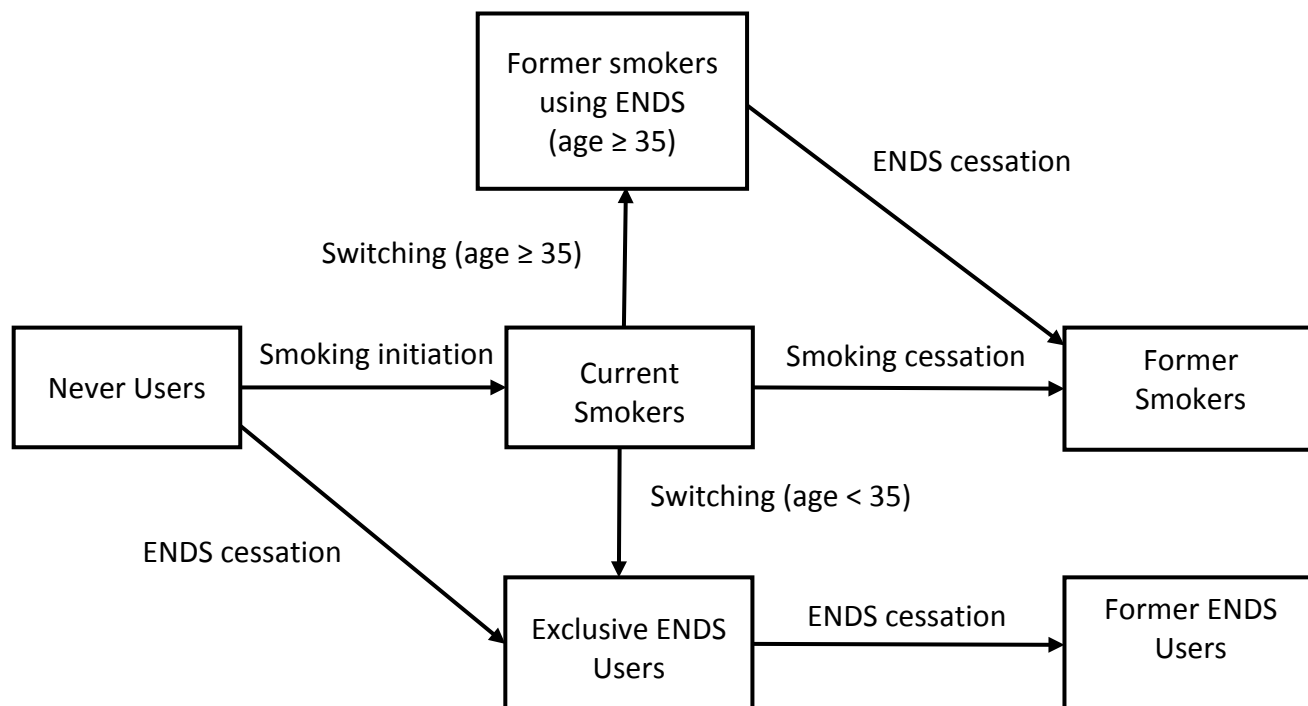 Former smokers
using ENDS
(age ≥ 35)
ENDS cessation
Switching (age ≥ 35)
Never Users
Smoking initiation
Current
Smokers
Smoking cessation
Former
Smokers
Switching (age < 35)
ENDS cessation
Exclusive ENDS
Users
ENDS cessation
Former ENDS
Users